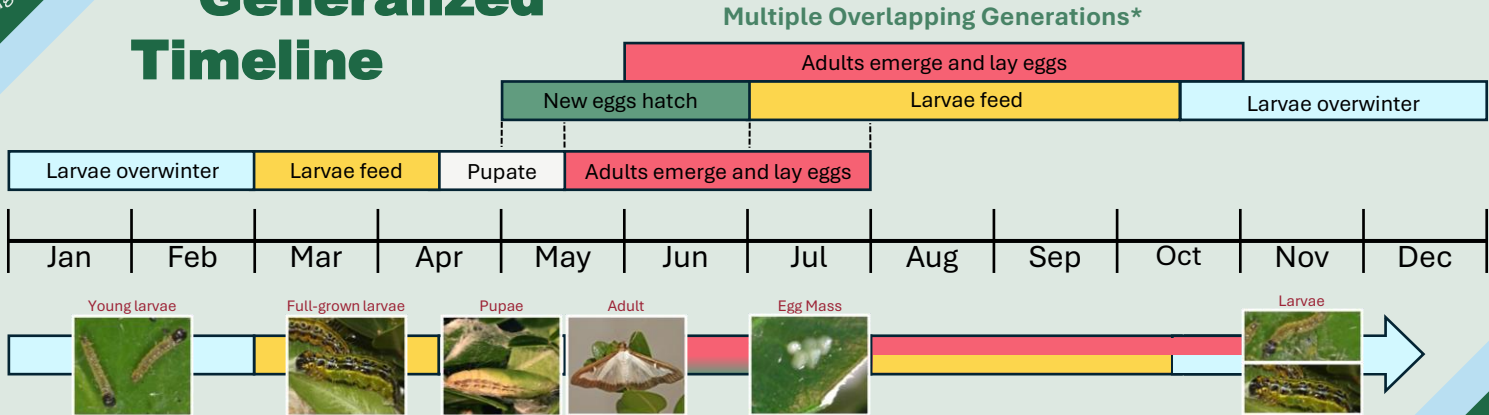 Generalized
Timeline
Multiple Overlapping Generations*
Adults emerge and lay eggs
New eggs hatch
Larvae feed
Larvae overwinter
Larvae overwinter
Larvae feed
Pupate
Adults emerge and lay eggs
Jan
Feb
Mar
Apr
May
Jun
Jul
Aug
Sep
Oct
Nov
Dec
Young larvae
Full-grown larvae
Pupae
Adult
Egg Mass
Larvae